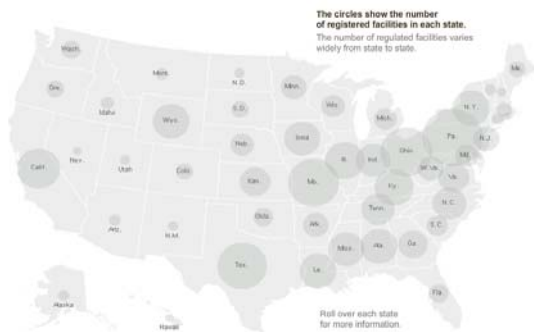 The circles show the number
of registered facilities in each state.
The number of regulated facilities varies
widely from state to state.
Wash.
Mont.
N.D.
Minn.
Me.
Ore.
Idaho
Wyo.
S.D.
Wis.
Mich.
N.Y.
Iowa
Neb.
Ill.
Ind.
Ohio
Pa.
N.J.
Md.
Calif.
Nev.
Utah
Colo.
Kan.
Mo.
Ky.
W. Va.
Va.
Ariz.
N.M.
Okla.
Ark.
Tenn.
N.C.
S.C.
Tex.
La.
Miss.
Ala.
Ga.
Fla.
Alaska
Hawaii
Roll over each state
for more information.